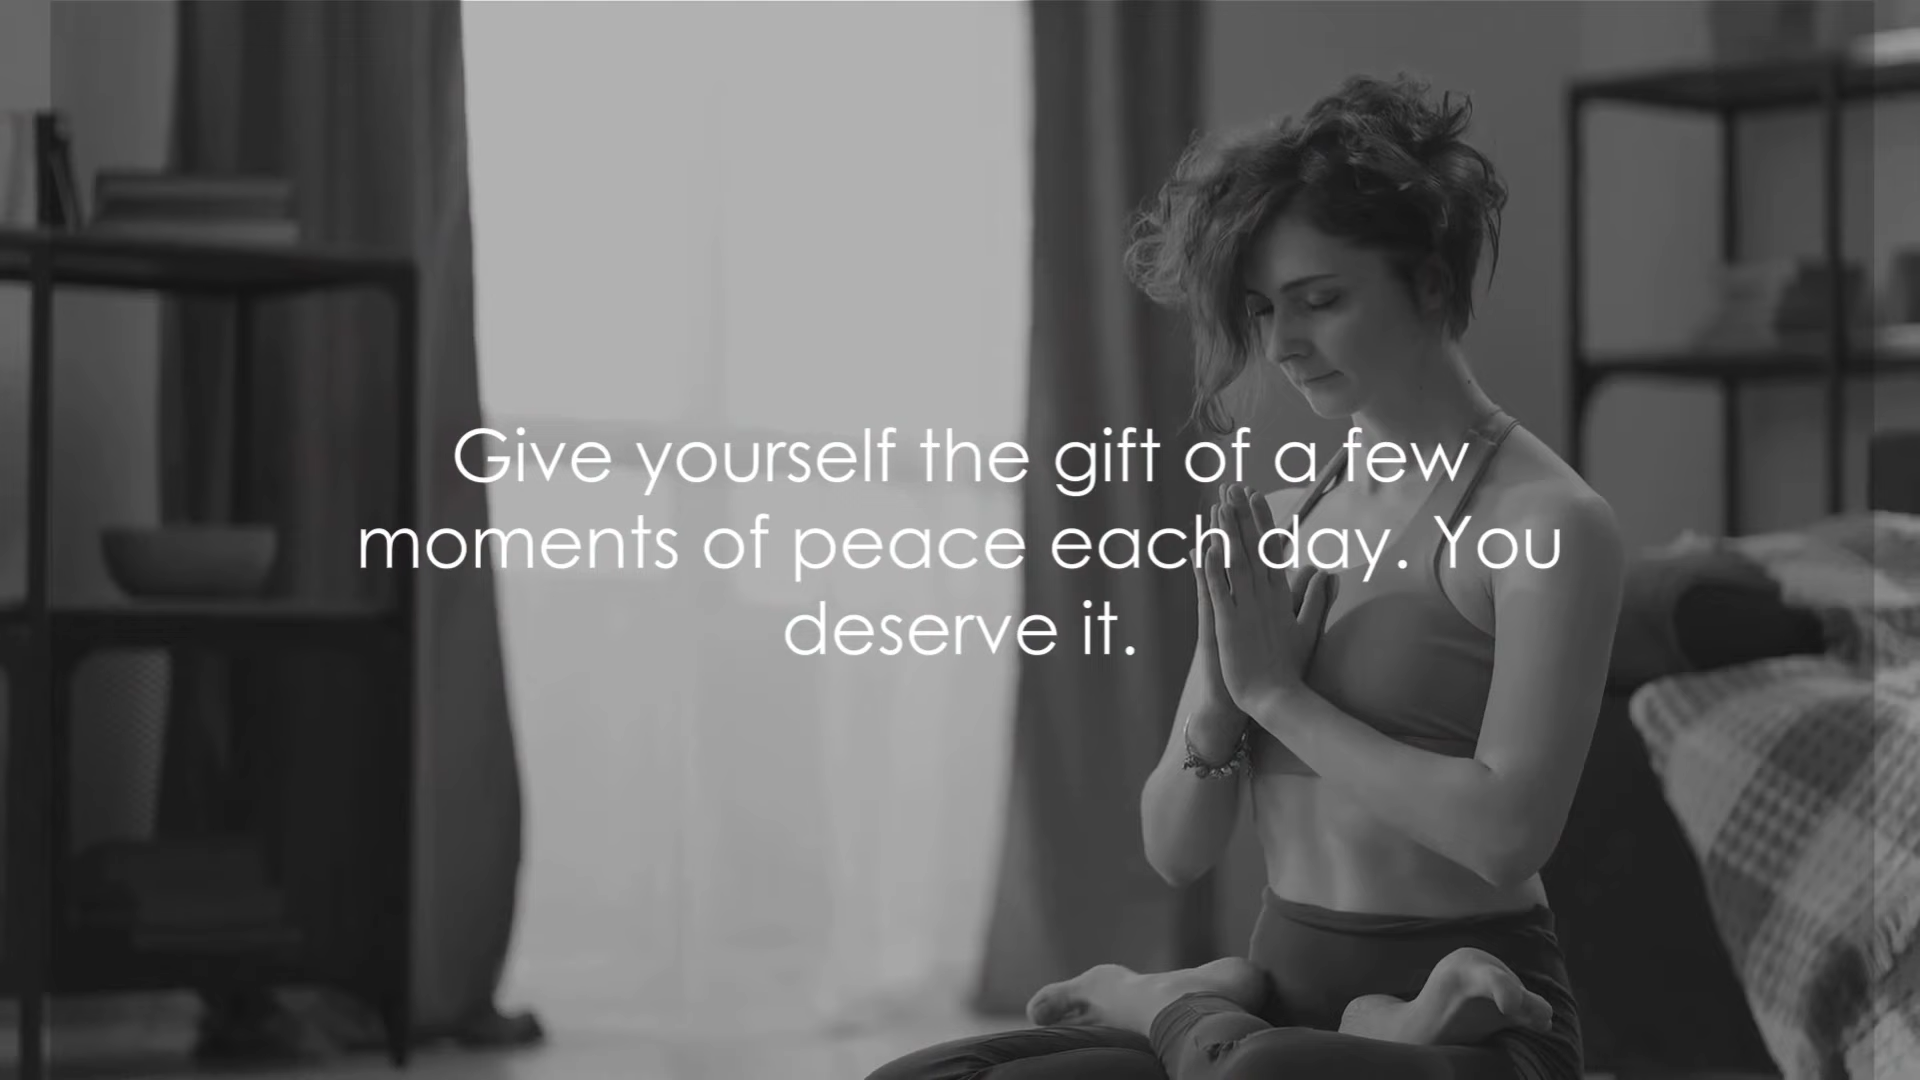 Give yourself the gift of a few
moments of peace each day. You
deserve it.